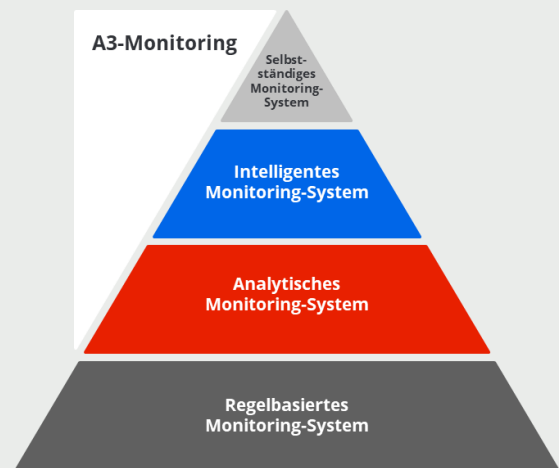 A3-Monitoring
Selbst-
ständiges
Monitoring-
System
Intelligentes
Monitoring-System
Analytisches
Monitoring-System
Regelbasiertes
Monitoring-System